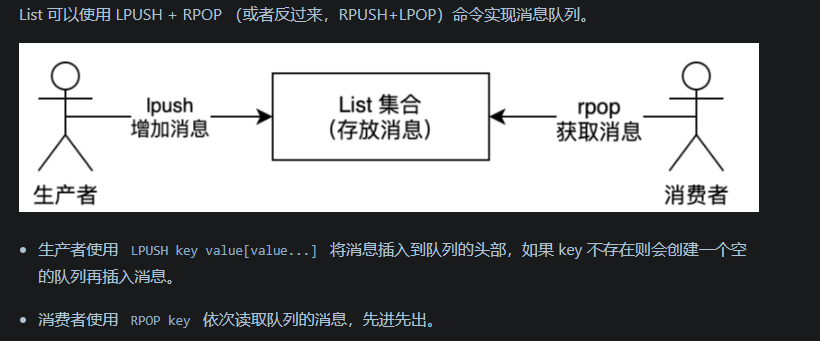 List 可以使用 LPUSH + RPOP （或者反过来，RPUSH+LPOP）命令实现消息队列。
lpush
增加消息
List 集合
（存放消息）
rpop
获取消息
生产者
消费者
• 生产者使用 LPUSH key value[value...] 将消息插入到队列的头部，如果 key 不存在则会创建一个空
的队列再插入消息。
• 消费者使用 RPOP key 依次读取队列的消息，先进先出。